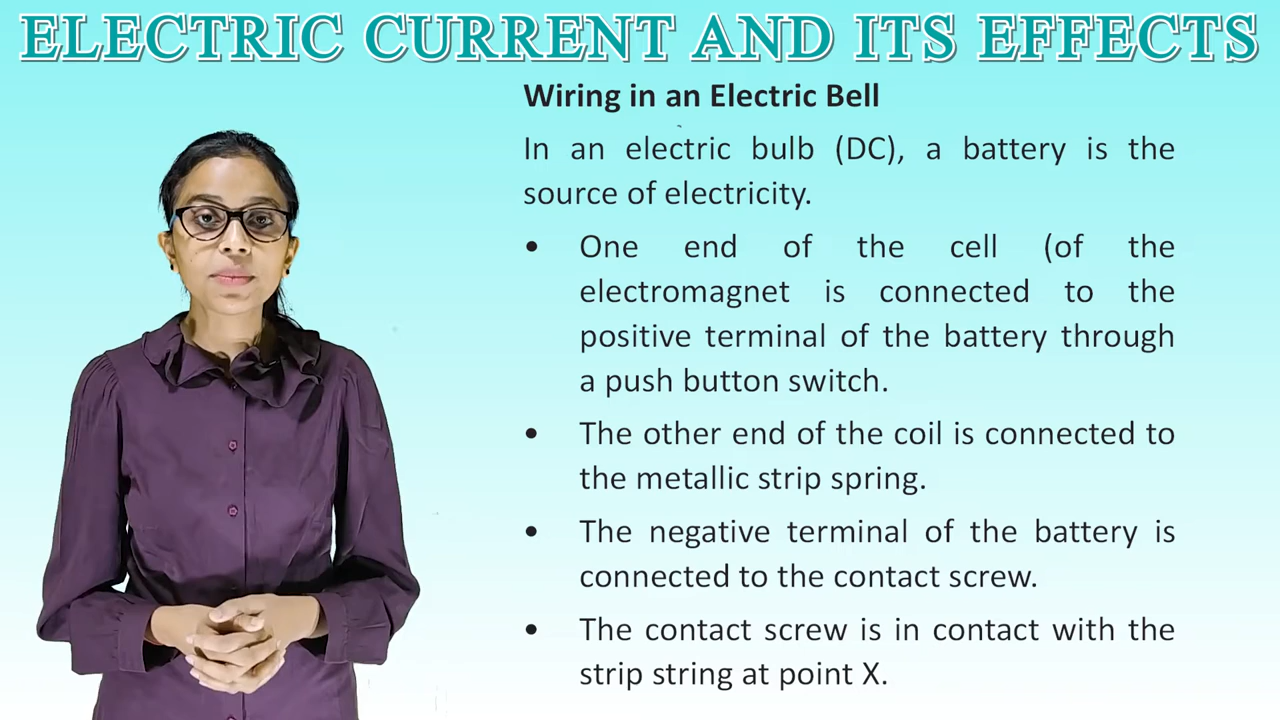 ELECTRIC CURRENT AND ITS EFFECTS
Wiring in an Electric Bell
In an electric bulb (DC), a battery is the
source of electricity.
• One end of the cell (of the
electromagnet is connected to the
positive terminal of the battery through
a push button switch.
• The other end of the coil is connected to
the metallic strip spring.
• The negative terminal of the battery is
connected to the contact screw.
• The contact screw is in contact with the
strip string at point X.